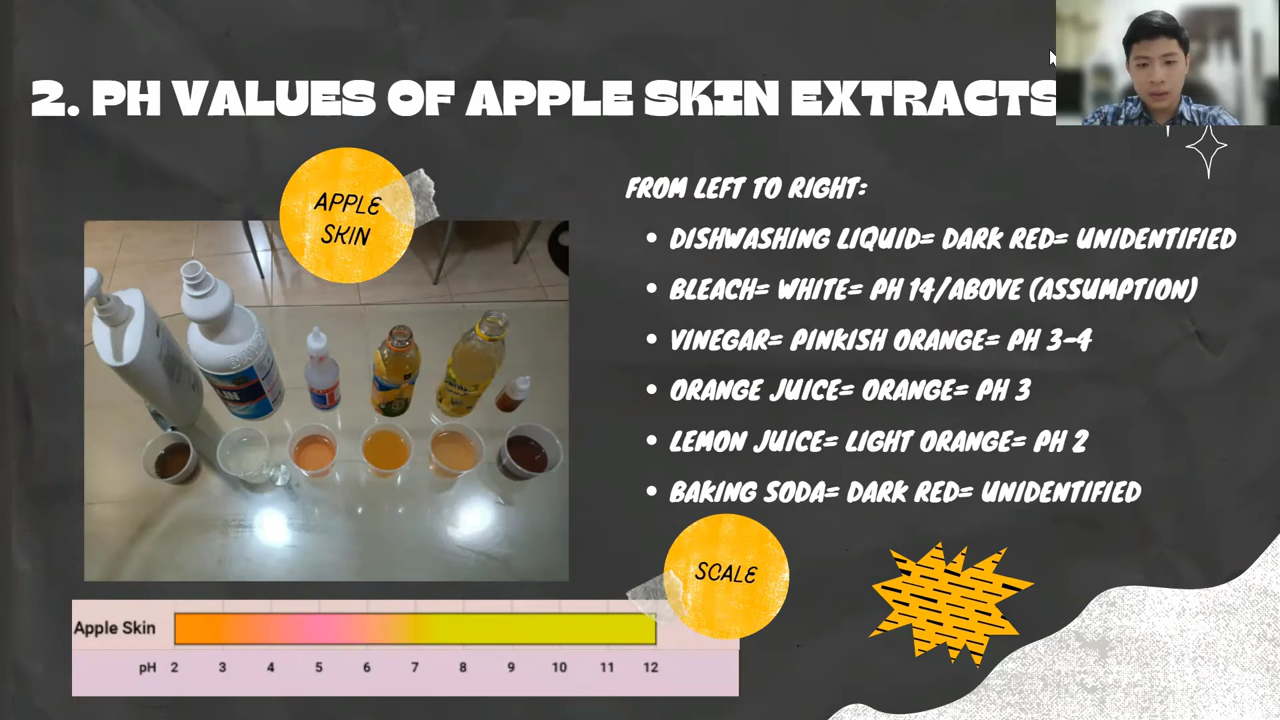 2. PH VALUES OF APPLE SKIN EXTRACTS
APPLE
SKIN
FROM LEFT TO RIGHT:
• DISHWASHING LIQUID= DARK RED= UNIDENTIFIED
• BLEACH= WHITE= PH 14/ABOVE (ASSUMPTION)
• VINEGAR= PINKISH ORANGE= PH 3-4
• ORANGE JUICE= ORANGE= PH 3
• LEMON JUICE= LIGHT ORANGE= PH 2
• BAKING SODA= DARK RED= UNIDENTIFIED
SCALE
Apple Skin
pH 2 3 4 5 6 7 8 9 10 11 12